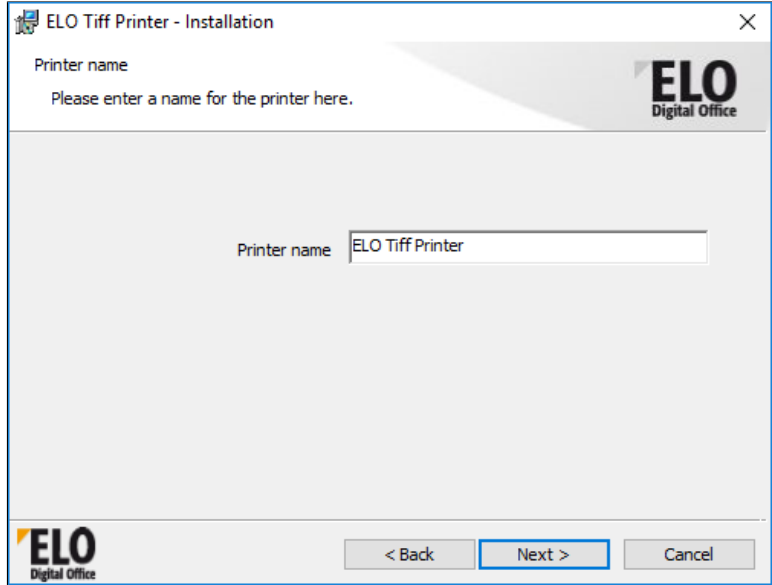 ELO Tiff Printer - Installation
Printer name
Please enter a name for the printer here.
ELO
Digital Office
Printer name ELO Tiff Printer
ELO
Digital Office
< Back Next > Cancel